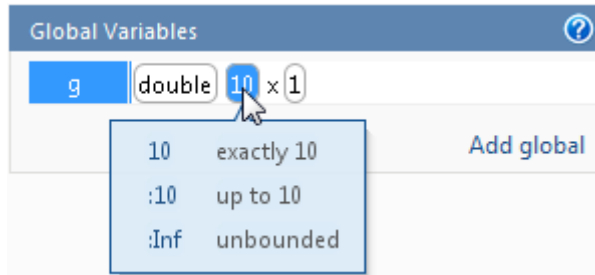 Global Variables ?
g double 10 x 1
10 exactly 10
Add global
:10 up to 10
:Inf unbounded